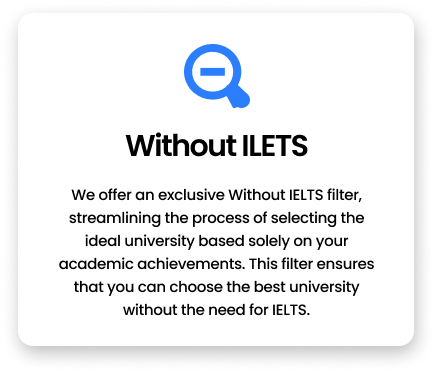 Without ILETS
We offer an exclusive Without IELTS filter,
streamlining the process of selecting the
ideal university based solely on your
academic achievements. This filter ensures
that you can choose the best university
without the need for IELTS.